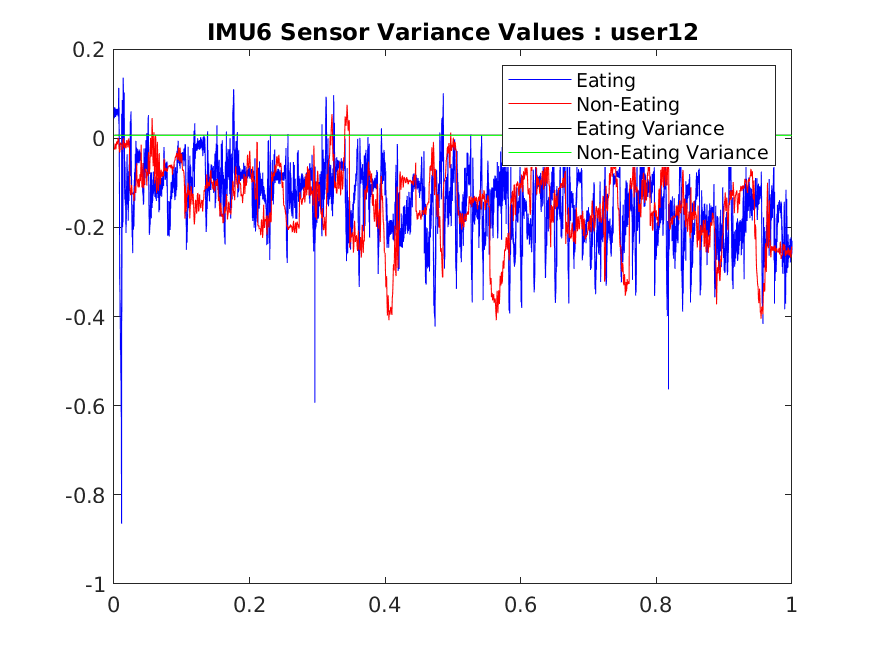 IMU6 Sensor Variance Values : user12
0.2
Eating
Non-Eating
Eating Variance
Non-Eating Variance
0
-0.2
-0.4
-0.6
-0.8
-1
0 0.2 0.4 0.6 0.8 1